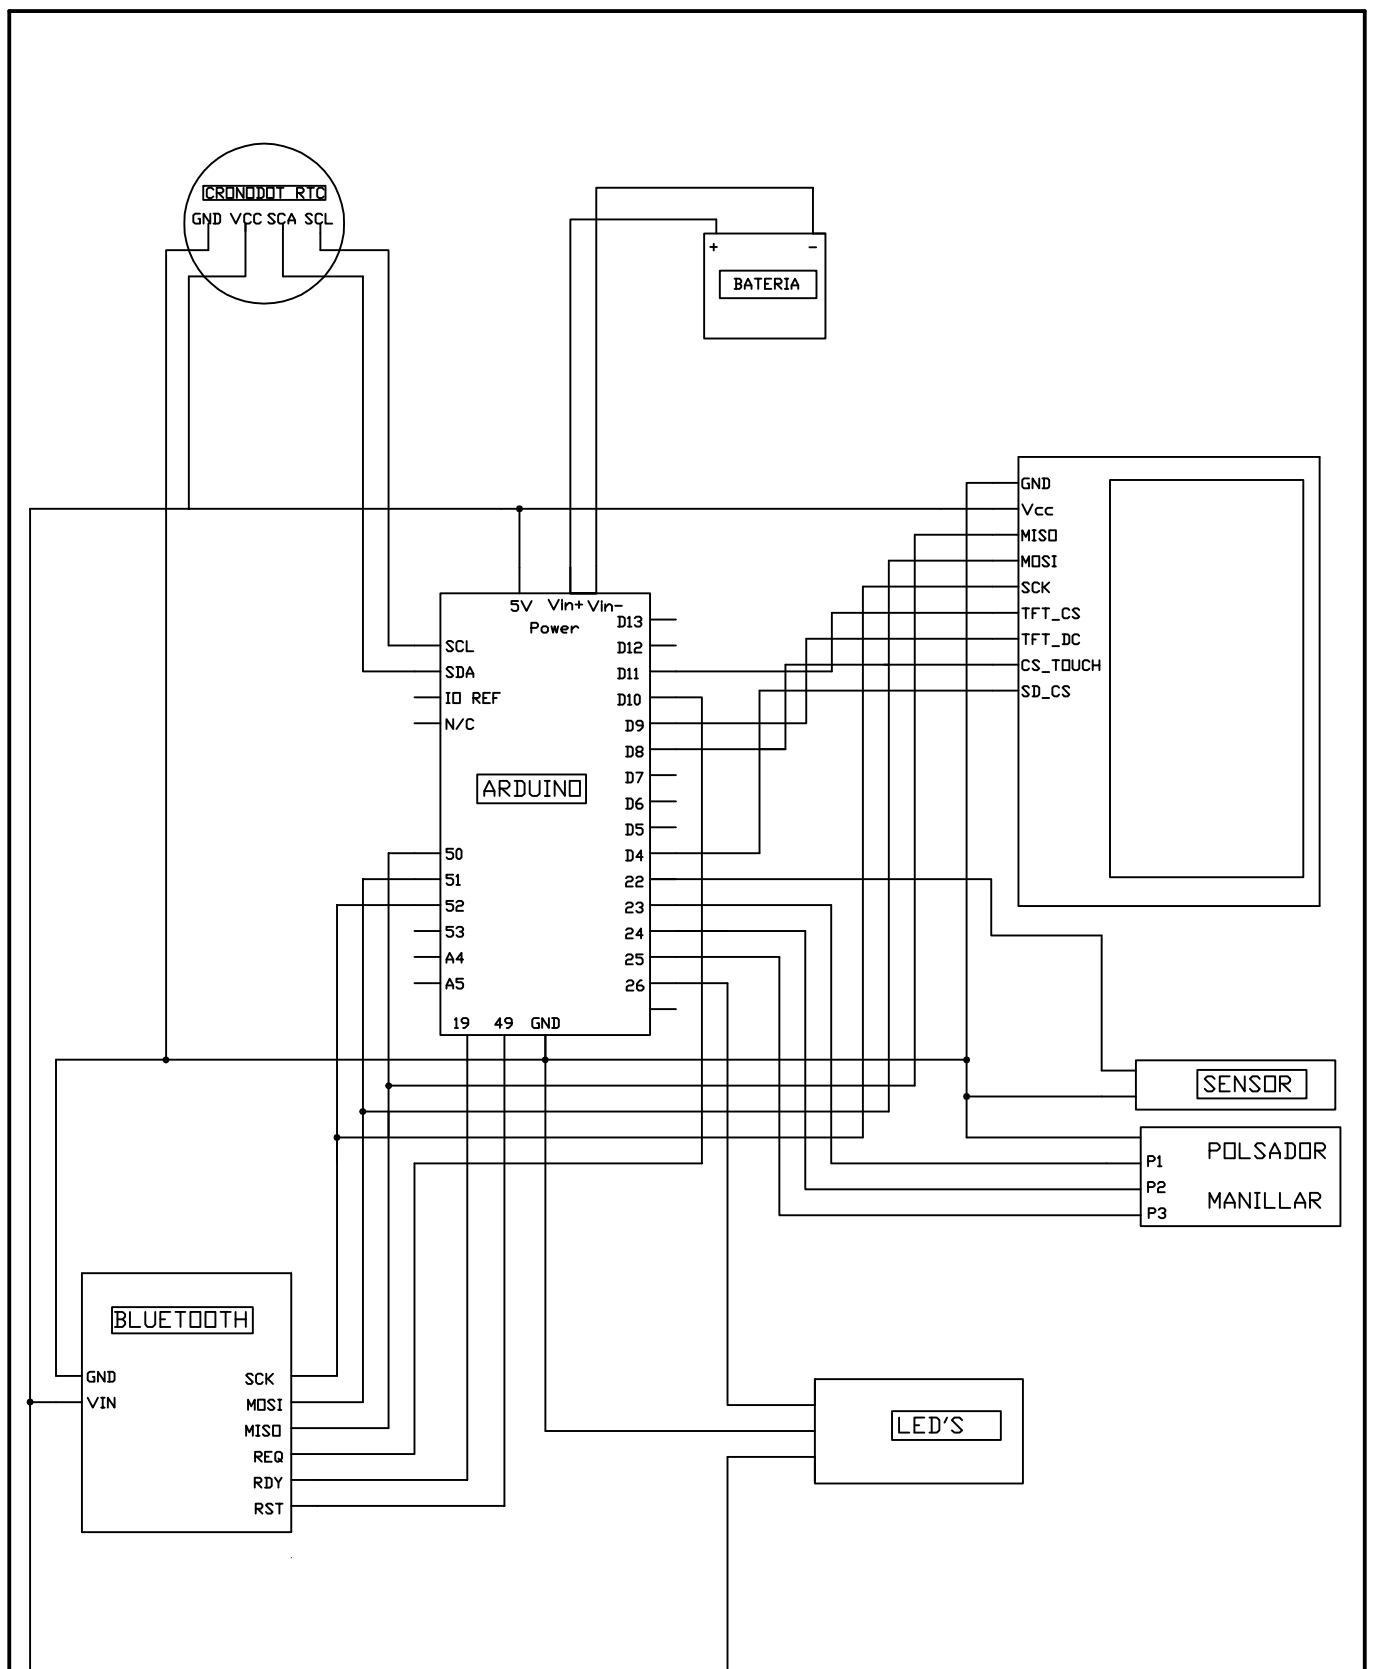 CRONODOT RTC
GND VCC SCA SCL
+ -
BATERIA
GND
Vcc
MISO
MOSI
SCK
TFT_CS
TFT_DC
CS_TOUCH
SD_CS
5V Vin+ Vin-
Power
D13
D12
D11
D10
D9
D8
D7
D6
D5
D4
22
23
24
25
26
SCL
SDA
IO REF
N/C
ARDUINO
50
51
52
53
A4
A5
19 49 GND
SENSOR
POLSADOR
MANILLAR
P1
P2
P3
BLUETOOTH
GND
VIN
SCK
MOSI
MISO
REQ
RDY
RST
LED'S